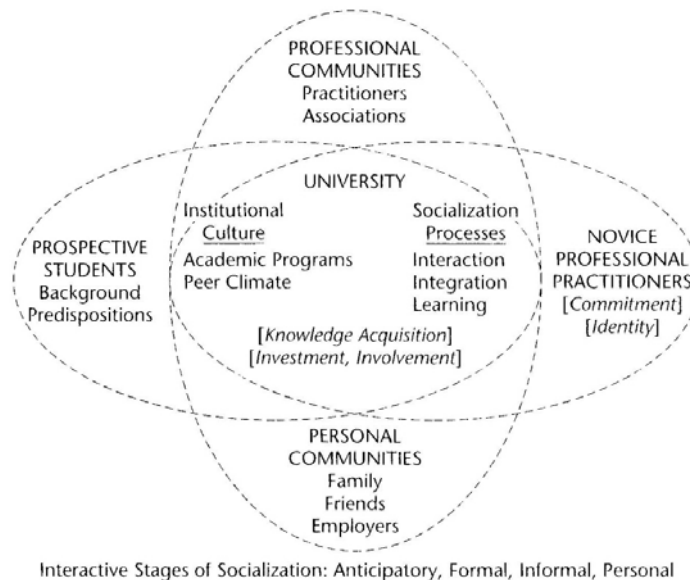 PROFESSIONAL
COMMUNITIES
Practitioners
Associations
UNIVERSITY
Institutional
Culture
Academic Programs
Peer Climate
Socialization
Processes
Interaction
Integration
Learning
PROSPECTIVE
STUDENTS
Background
Predispositions
NOVICE
PROFESSIONAL
PRACTITIONERS
[Commitment]
[Identity]
[Knowledge Acquisition]
[Investment, Involvement]
PERSONAL
COMMUNITIES
Family
Friends
Employers
Interactive Stages of Socialization: Anticipatory, Formal, Informal, Personal